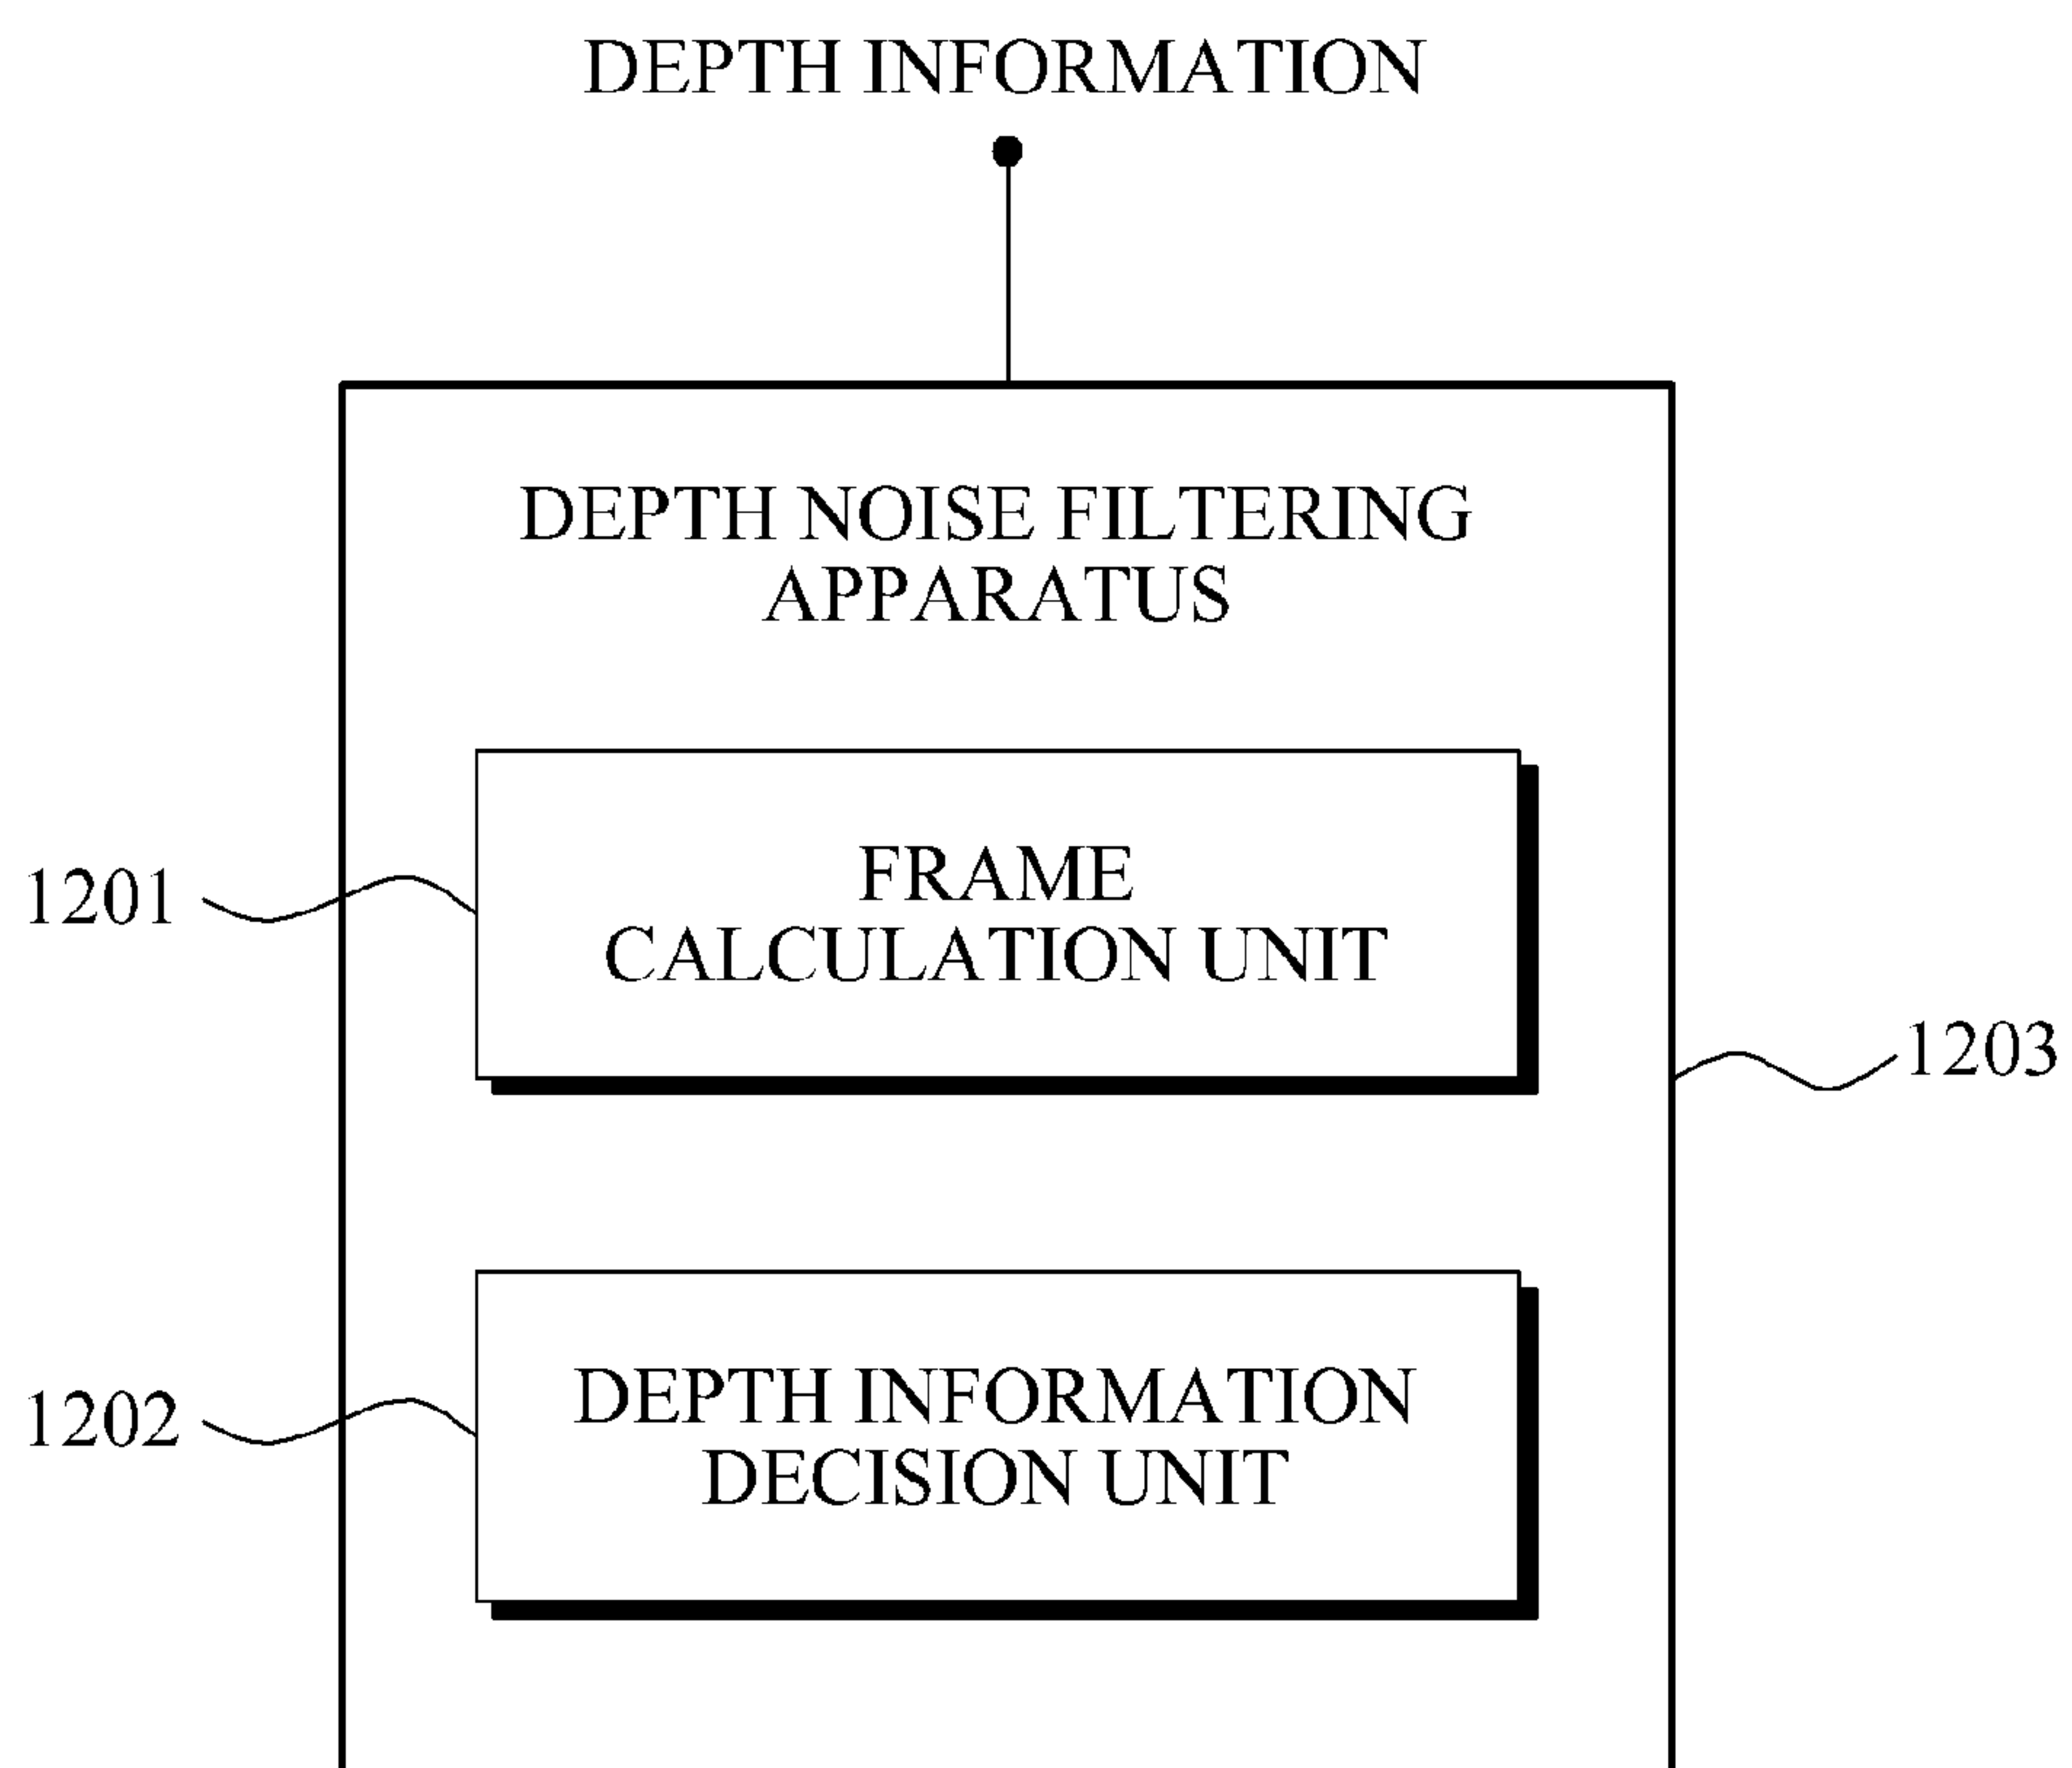 DEPTH INFORMATION
DEPTH NOISE FILTERING
APPARATUS
FRAME
CALCULATION UNIT
1201
1203
DEPTH INFORMATION
DECISION UNIT
1202